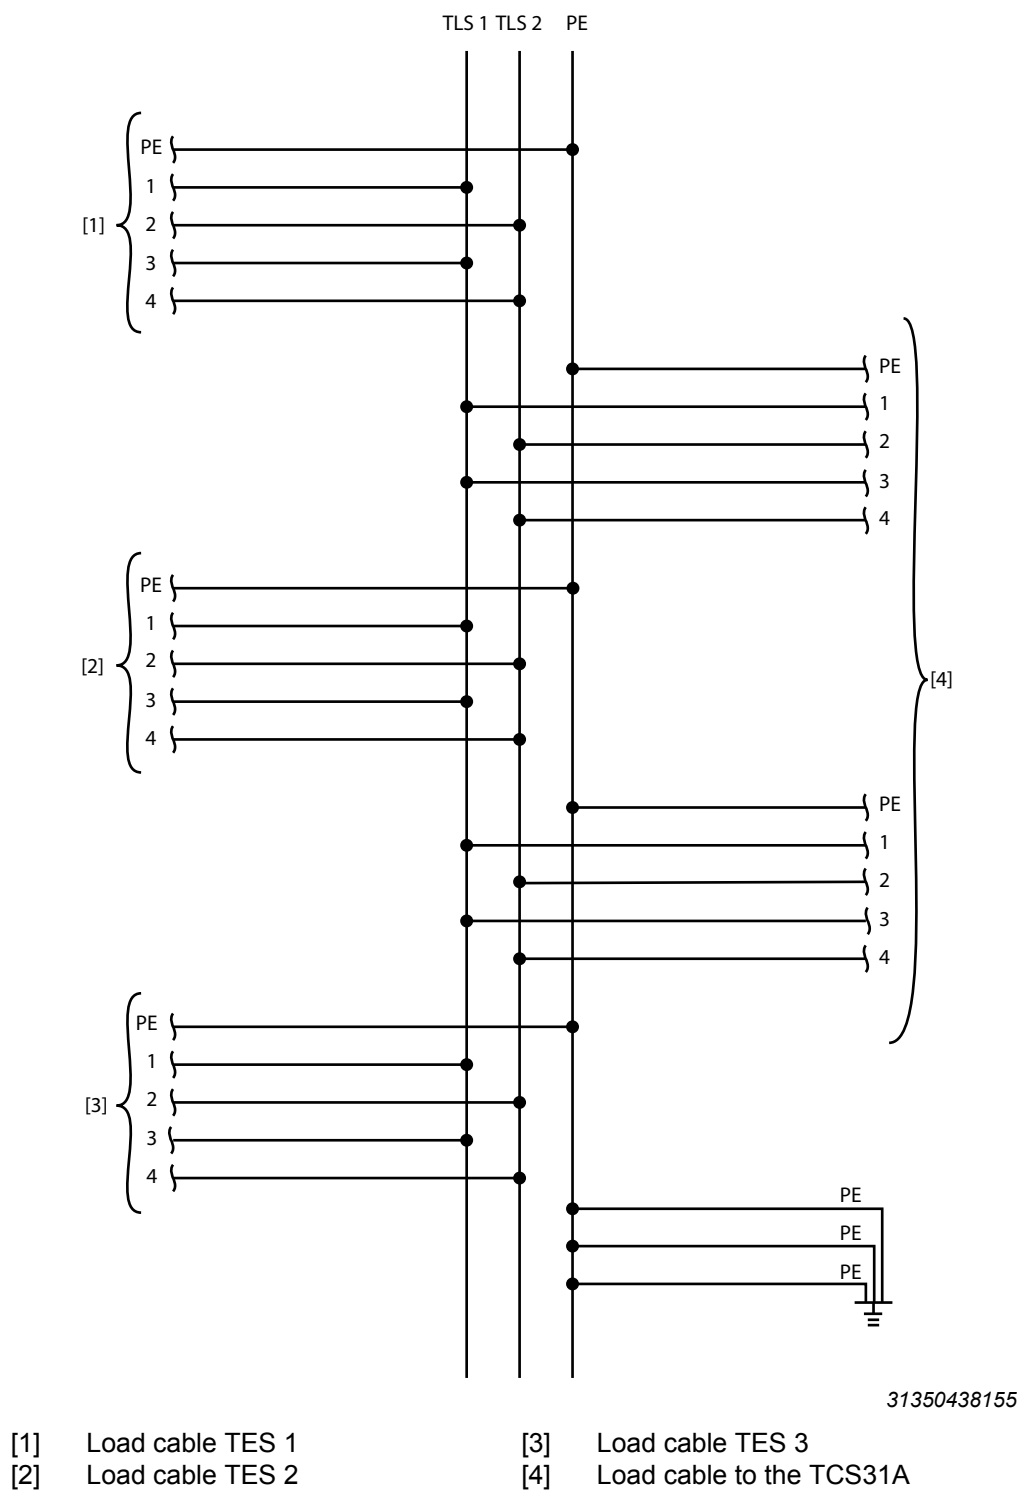 TLS 1 TLS 2 PE
PE
1
[1] 2
3
4
PE
1
2
3
4
PE
1
[2] 2
3
4
[4]
PE
1
2
3
4
PE
1
[3] 2
3
4
PE
PE
PE
31350438155
[1] Load cable TES 1
[2] Load cable TES 2
[3] Load cable TES 3
[4] Load cable to the TCS31A